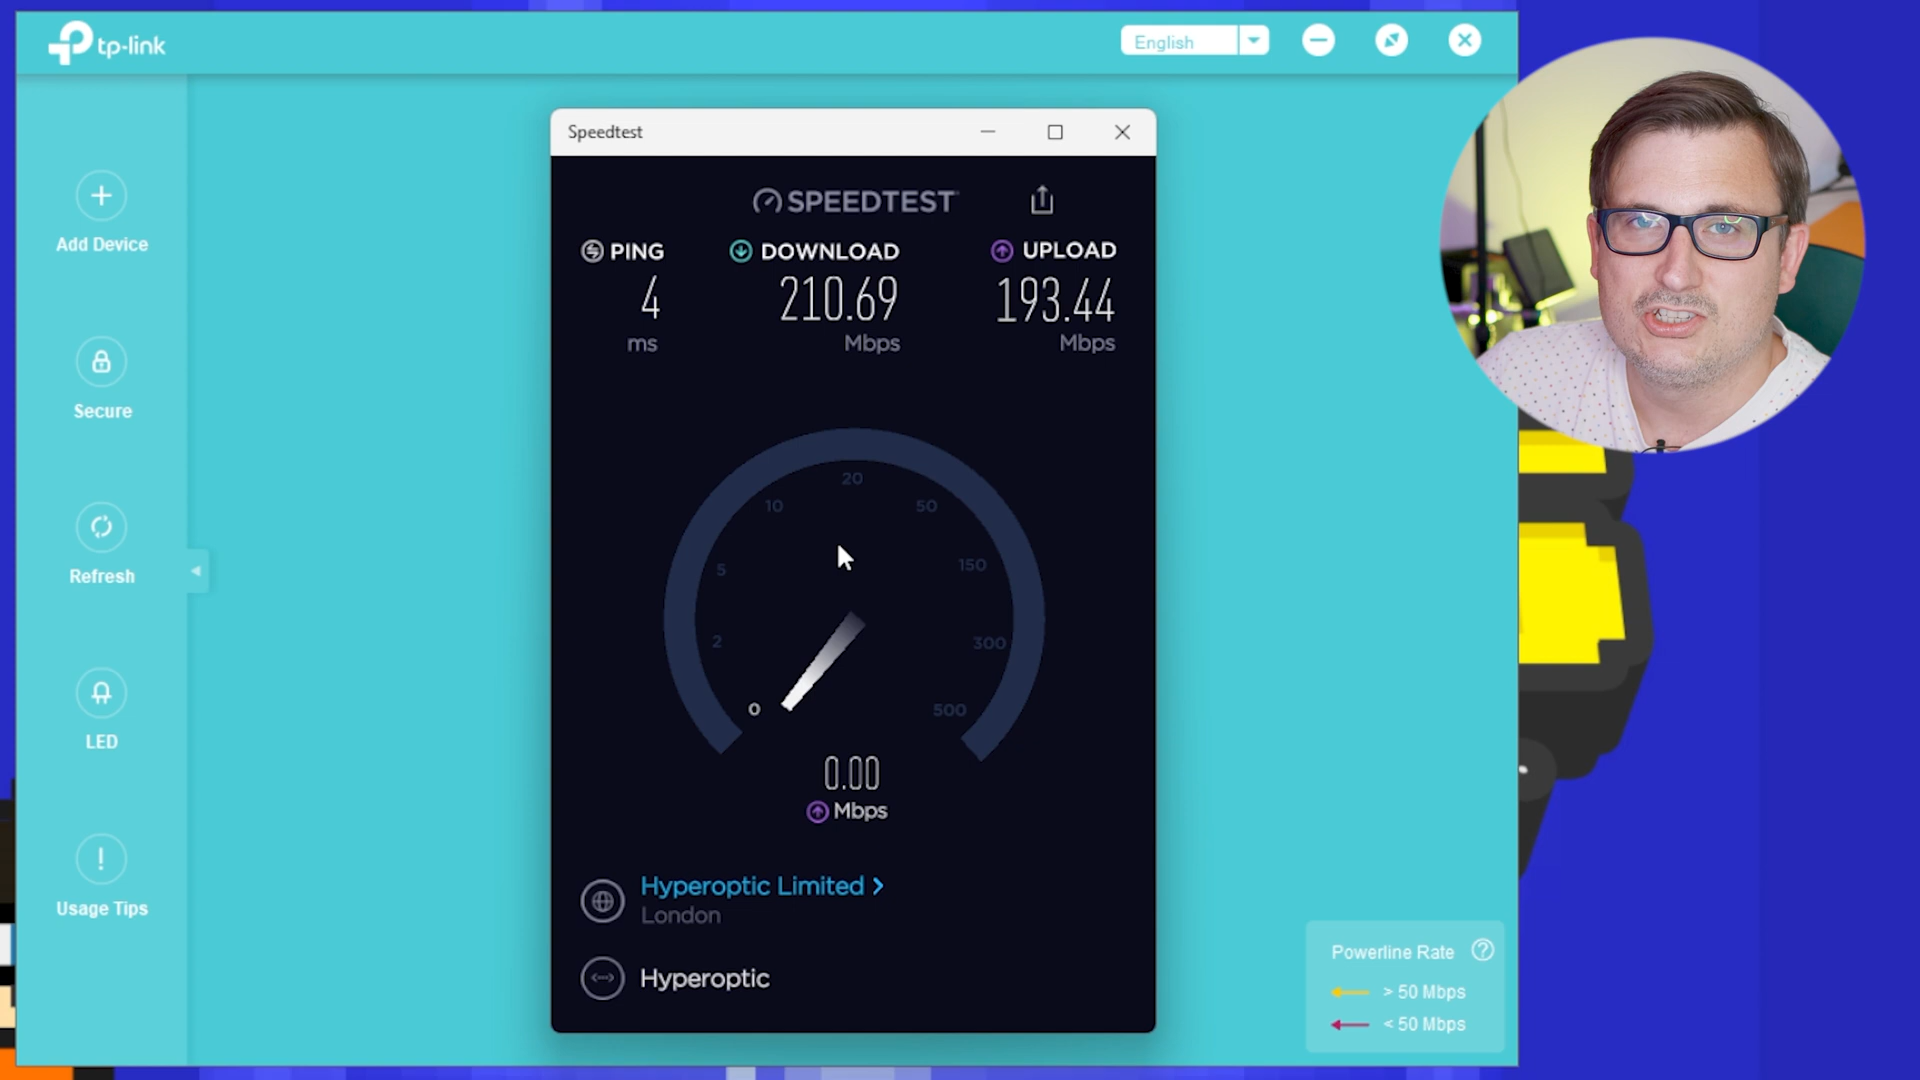 tp-link
English
Add Device
Secure
Refresh
LED
Usage Tips
Speedtest
SPEEDTEST
PING
4
ms
DOWNLOAD
210.69
Mbps
UPLOAD
193.44
Mbps
0
2
5
10
20
50
150
300
500
0.00
Mbps
Hyperoptic Limited >
London
Hyperoptic
Powerline Rate ?
> 50 Mbps
< 50 Mbps